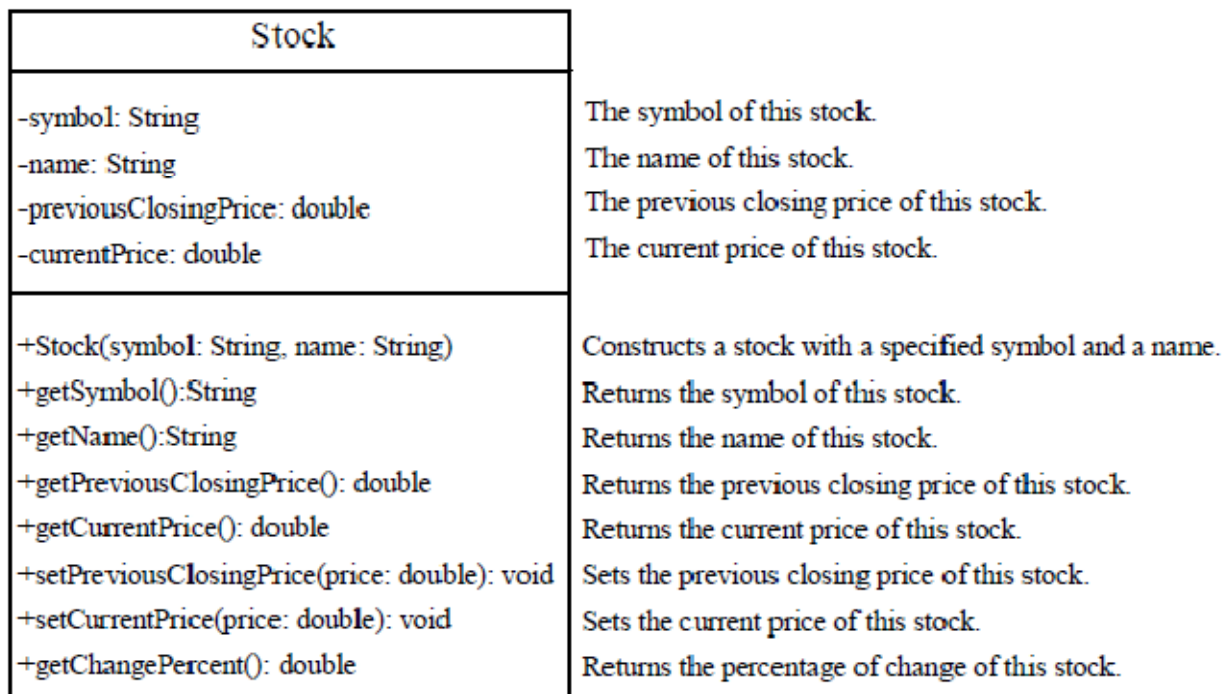 Stock
-symbol: String
The symbol of this stock.
-name: String
The name of this stock.
-previousClosingPrice: double
The previous closing price of this stock.
-currentPrice: double
The current price of this stock.
+Stock(symbol: String, name: String)
Constructs a stock with a specified symbol and a name.
+getSymbol():String
Returns the symbol of this stock.
+getName():String
Returns the name of this stock.
+getPreviousClosingPrice(): double
Returns the previous closing price of this stock.
+getCurrentPrice(): double
Returns the current price of this stock.
+setPreviousClosingPrice(price: double): void
Sets the previous closing price of this stock.
+setCurrentPrice(price: double): void
Sets the current price of this stock.
+getChangePercent(): double
Returns the percentage of change of this stock.